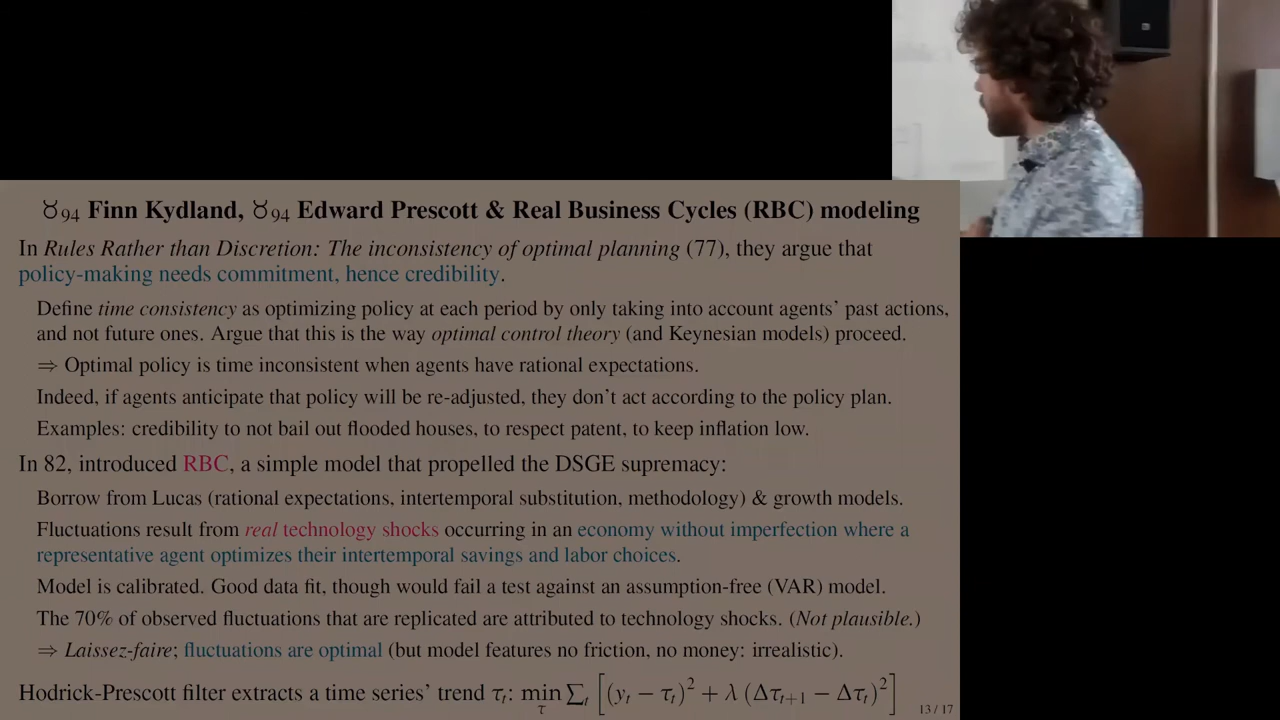 ♉94 Finn Kydland, ♉94 Edward Prescott & Real Business Cycles (RBC) modeling
In Rules Rather than Discretion: The inconsistency of optimal planning (77), they argue that
policy-making needs commitment, hence credibility.
Define time consistency as optimizing policy at each period by only taking into account agents' past actions,
and not future ones. Argue that this is the way optimal control theory (and Keynesian models) proceed.
⇒ Optimal policy is time inconsistent when agents have rational expectations.
Indeed, if agents anticipate that policy will be re-adjusted, they don't act according to the policy plan.
Examples: credibility to not bail out flooded houses, to respect patent, to keep inflation low.
In 82, introduced RBC, a simple model that propelled the DSGE supremacy:
Borrow from Lucas (rational expectations, intertemporal substitution, methodology) & growth models.
Fluctuations result from real technology shocks occurring in an economy without imperfection where a
representative agent optimizes their intertemporal savings and labor choices.
Model is calibrated. Good data fit, though would fail a test against an assumption-free (VAR) model.
The 70% of observed fluctuations that are replicated are attributed to technology shocks. (Not plausible.)
⇒ Laissez-faire; fluctuations are optimal (but model features no friction, no money: irrealistic).
Hodrick-Prescott filter extracts a time series' trend τt: min τ ∑t [(yt − τt)² + λ (Δτt+1 − Δτt)²]
13 / 17